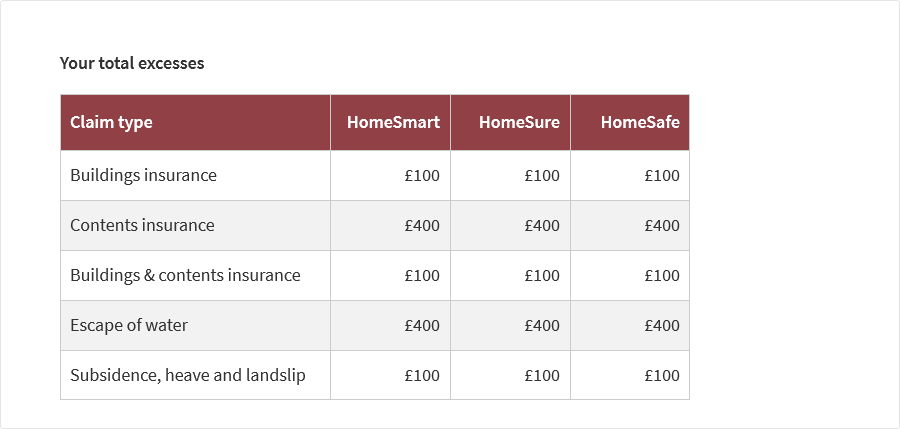 Your total excesses
Claim type HomeSmart HomeSure HomeSafe
Buildings insurance £100 £100 £100
Contents insurance £400 £400 £400
Buildings & contents insurance £100 £100 £100
Escape of water £400 £400 £400
Subsidence, heave and landslip £100 £100 £100